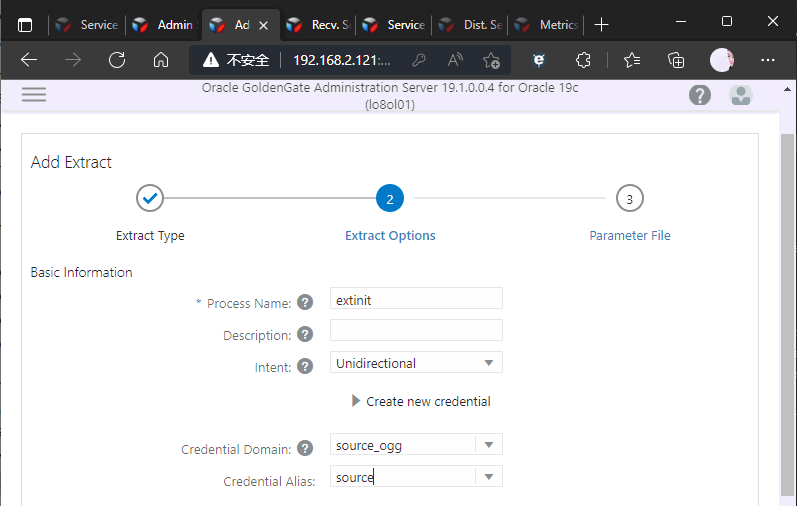 Service
Admin
Ad
Recv. S
Service
Dist. Se
Metrics
不安全
192.168.2.121:...
Oracle GoldenGate Administration Server 19.1.0.0.4 for Oracle 19c
(lo8ol01)
Add Extract
2
3
Extract Type
Extract Options
Parameter File
Basic Information
* Process Name: ? extinit
Description: ?
Intent: ? Unidirectional
Create new credential
Credential Domain: ? source_ogg
Credential Alias: source